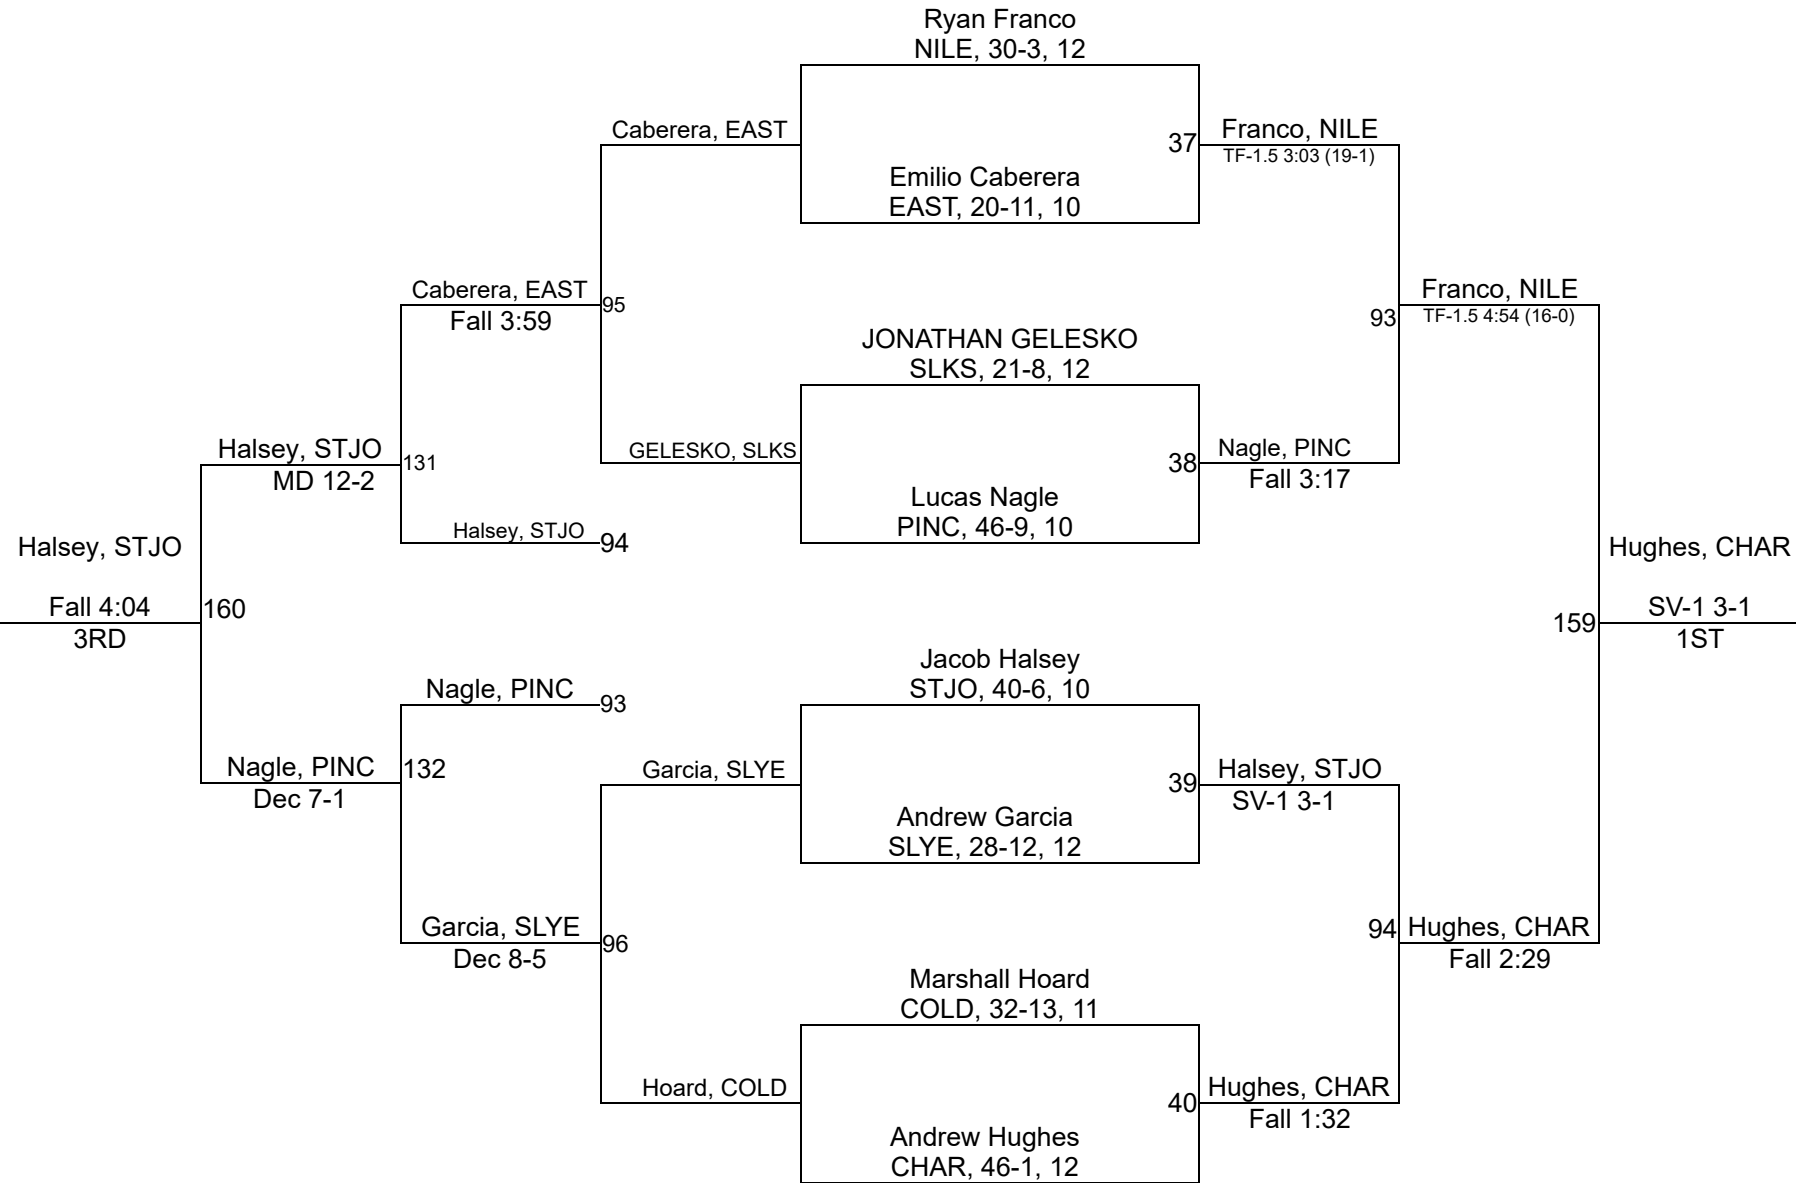 Ryan Franco
NILE, 30-3, 12
Caberera, EAST
37
Franco, NILE
TF-1.5 3:03 (19-1)
Emilio Caberera
EAST, 20-11, 10
Caberera, EAST
Fall 3:59
95
JONATHAN GELESKO
SLKS, 21-8, 12
93
Franco, NILE
TF-1.5 4:54 (16-0)
Halsey, STJO
MD 12-2
131
GELESKO, SLKS
38
Nagle, PINC
Fall 3:17
Lucas Nagle
PINC, 46-9, 10
Halsey, STJO
94
Halsey, STJO
Fall 4:04
3RD
160
Hughes, CHAR
159
SV-1 3-1
1ST
Jacob Halsey
STJO, 40-6, 10
Nagle, PINC
93
Nagle, PINC
Dec 7-1
132
Garcia, SLYE
39
Halsey, STJO
SV-1 3-1
Andrew Garcia
SLYE, 28-12, 12
Garcia, SLYE
Dec 8-5
96
94
Hughes, CHAR
Fall 2:29
Marshall Hoard
COLD, 32-13, 11
Hoard, COLD
40
Hughes, CHAR
Fall 1:32
Andrew Hughes
CHAR, 46-1, 12